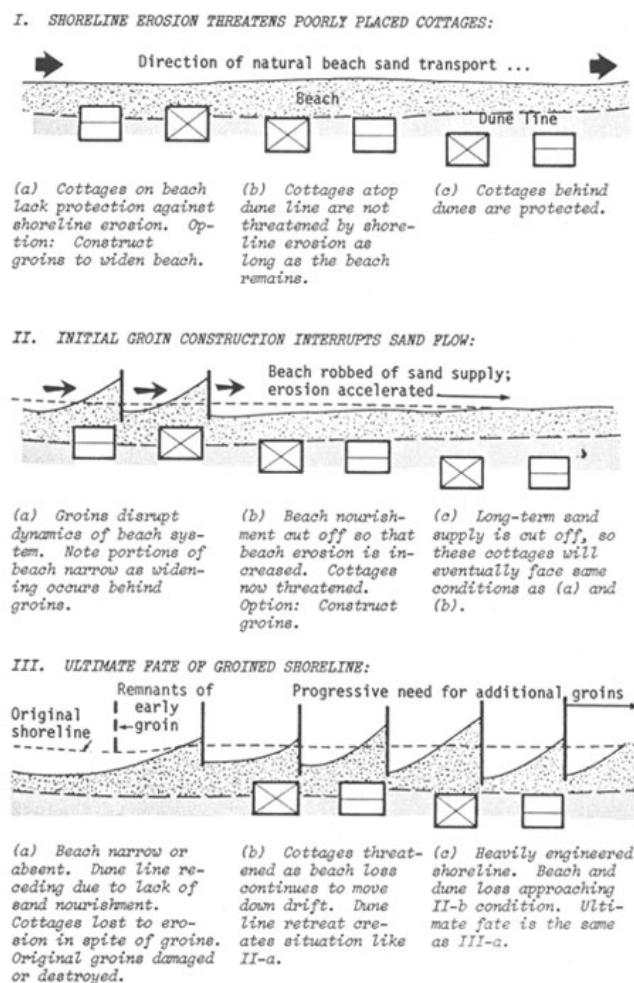 I. SHORELINE EROSION THREATENS POORLY PLACED COTTAGES:
Direction of natural beach sand transport ...
Beach
Dune line
(a) Cottages on beach
lack protection against
shoreline erosion. Op-
tion: Construct
groins to widen beach.
(b) Cottages atop
dune line are not
threatened by shore-
line erosion as
long as the beach
remains.
(c) Cottages behind
dunes are protected.
II. INITIAL GROIN CONSTRUCTION INTERRUPTS SAND FLOW:
Beach robbed of sand supply;
erosion accelerated
(a) Groins disrupt
dynamics of beach sys-
tem. Note portions of
beach narrow as widen-
ing occurs behind
groins.
(b) Beach nourish-
ment cut off so that
beach erosion is in-
creased. Cottages
now threatened.
Option: Construct
groins.
(c) Long-term sand
supply is cut off, so
these cottages will
eventually face same
conditions as (a) and
(b).
III. ULTIMATE FATE OF GROINED SHORELINE:
Remnants of
early
groin
Progressive need for additional groins
Original
shoreline
(a) Beach narrow or
absent. Dune line re-
ceding due to lack of
sand nourishment.
Cottages lost to ero-
sion in spite of groins.
Original groins damaged
or destroyed.
(b) Cottages threat-
ened as beach loss
continues to move
down drift. Dune
line retreat cre-
ates situation like
II-a.
(c) Heavily engineered
shoreline. Beach and
dune loss approaching
II-b condition. Ulti-
mate fate is the same
as III-a.